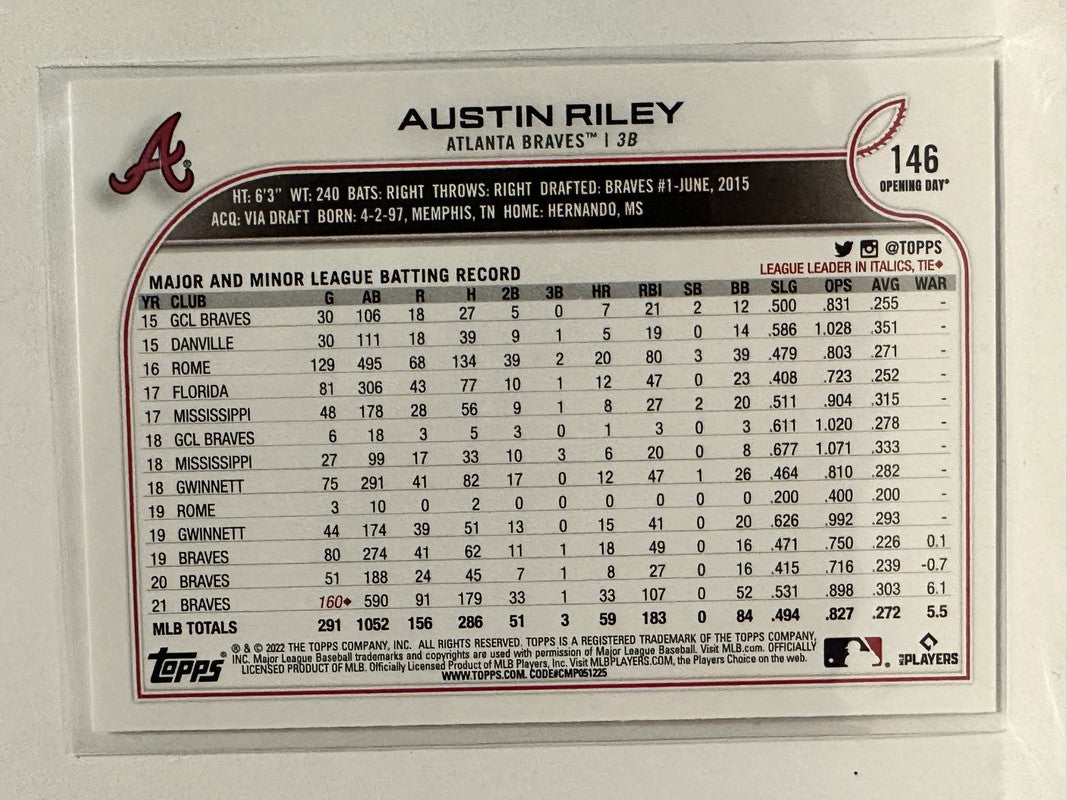 AUSTIN RILEY
ATLANTA BRAVES™ | 3B
146
OPENING DAY®
HT: 6'3" WT: 240 BATS: RIGHT THROWS: RIGHT DRAFTED: BRAVES #1-JUNE, 2015
ACQ: VIA DRAFT BORN: 4-2-97, MEMPHIS, TN HOME: HERNANDO, MS
@TOPPS
MAJOR AND MINOR LEAGUE BATTING RECORD
LEAGUE LEADER IN ITALICS, TIE◆
YR CLUB G AB R H 2B 3B HR RBI SB BB SLG OPS AVG WAR
15 GCL BRAVES 30 106 18 27 5 0 7 21 2 12 .500 .831 .255 -
15 DANVILLE 30 111 18 39 9 1 5 19 0 14 .586 1.028 .351 -
16 ROME 129 495 68 134 39 2 20 80 3 39 .479 .803 .271 -
17 FLORIDA 81 306 43 77 10 1 12 47 0 23 .408 .723 .252 -
17 MISSISSIPPI 48 178 28 56 9 1 8 27 2 20 .511 .904 .315 -
18 GCL BRAVES 6 18 3 5 3 0 1 3 0 3 .611 1.020 .278 -
18 MISSISSIPPI 27 99 17 33 10 3 6 20 0 8 .677 1.071 .333 -
18 GWINNETT 75 291 41 82 17 0 12 47 1 26 .464 .810 .282 -
19 ROME 3 10 0 2 0 0 0 0 0 0 .200 .400 .200 -
19 GWINNETT 44 174 39 51 13 0 15 41 0 20 .626 .992 .293 -
19 BRAVES 80 274 41 62 11 1 18 49 0 16 .471 .750 .226 0.1
20 BRAVES 51 188 24 45 7 1 8 27 0 16 .415 .716 .239 -0.7
21 BRAVES 160◆ 590 91 179 33 1 33 107 0 52 .531 .898 .303 6.1
MLB TOTALS 291 1052 156 286 51 3 59 183 0 84 .494 .827 .272 5.5
topps®
® & © 2022 THE TOPPS COMPANY, INC. ALL RIGHTS RESERVED. TOPPS IS A REGISTERED TRADEMARK OF THE TOPPS COMPANY,
INC. Major League Baseball trademarks and copyrights are used with permission of Major League Baseball. Visit MLB.com. OFFICIALLY
LICENSED PRODUCT OF MLB. Officially Licensed Product of MLB Players, Inc. Visit MLBPLAYERS.COM, the Players Choice on the web.
WWW.TOPPS.COM. CODE#CMP051225
MLB PLAYERS